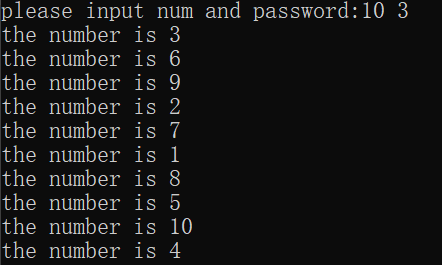 please input num and password:10 3
the number is 3
the number is 6
the number is 9
the number is 2
the number is 7
the number is 1
the number is 8
the number is 5
the number is 10
the number is 4